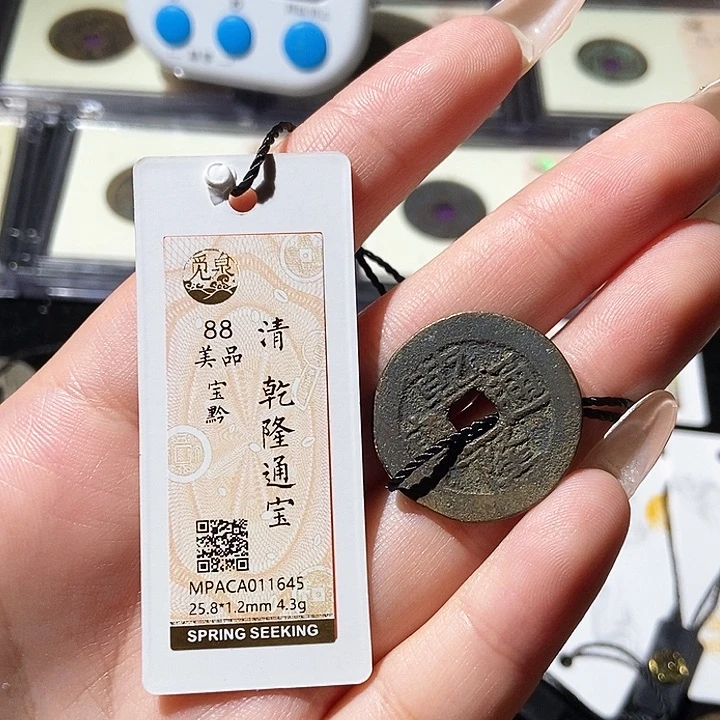 觅泉
88
美品
宝黔
清 乾隆通宝
MPACA011645
25.8*1.2mm 4.3g
SPRING SEEKING